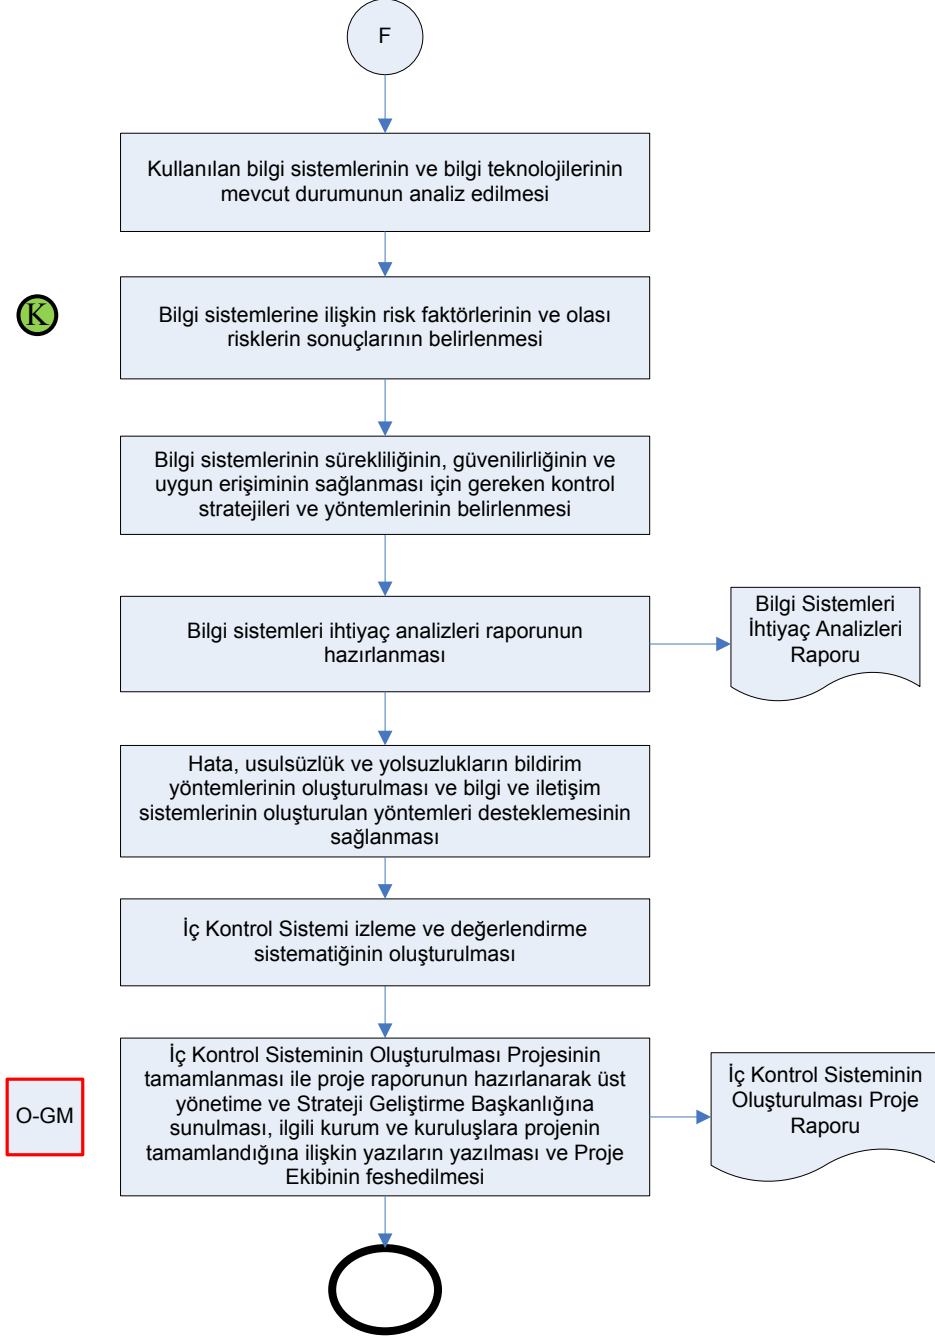 F
Kullanılan bilgi sistemlerinin ve bilgi teknolojilerinin
mevcut durumunun analiz edilmesi
K
Bilgi sistemlerine ilişkin risk faktörlerinin ve olası
risklerin sonuçlarının belirlenmesi
Bilgi sistemlerinin sürekliliğinin, güvenilirliğinin ve
uygun erişiminin sağlanması için gereken kontrol
stratejileri ve yöntemlerinin belirlenmesi
Bilgi sistemleri ihtiyaç analizleri raporunun
hazırlanması
Bilgi Sistemleri
İhtiyaç Analizleri
Raporu
Hata, usulsüzlük ve yolsuzlukların bildirim
yöntemlerinin oluşturulması ve bilgi ve iletişim
sistemlerinin oluşturulan yöntemleri desteklemesinin
sağlanması
İç Kontrol Sistemi izleme ve değerlendirme
sistematiğinin oluşturulması
O-GM
İç Kontrol Sisteminin Oluşturulması Projesinin
tamamlanması ile proje raporunun hazırlanarak üst
yönetime ve Strateji Geliştirme Başkanlığına
sunulması, ilgili kurum ve kuruluşlara projenin
tamamlandığına ilişkin yazıların yazılması ve Proje
Ekibinin feshedilmesi
İç Kontrol Sisteminin
Oluşturulması Proje
Raporu